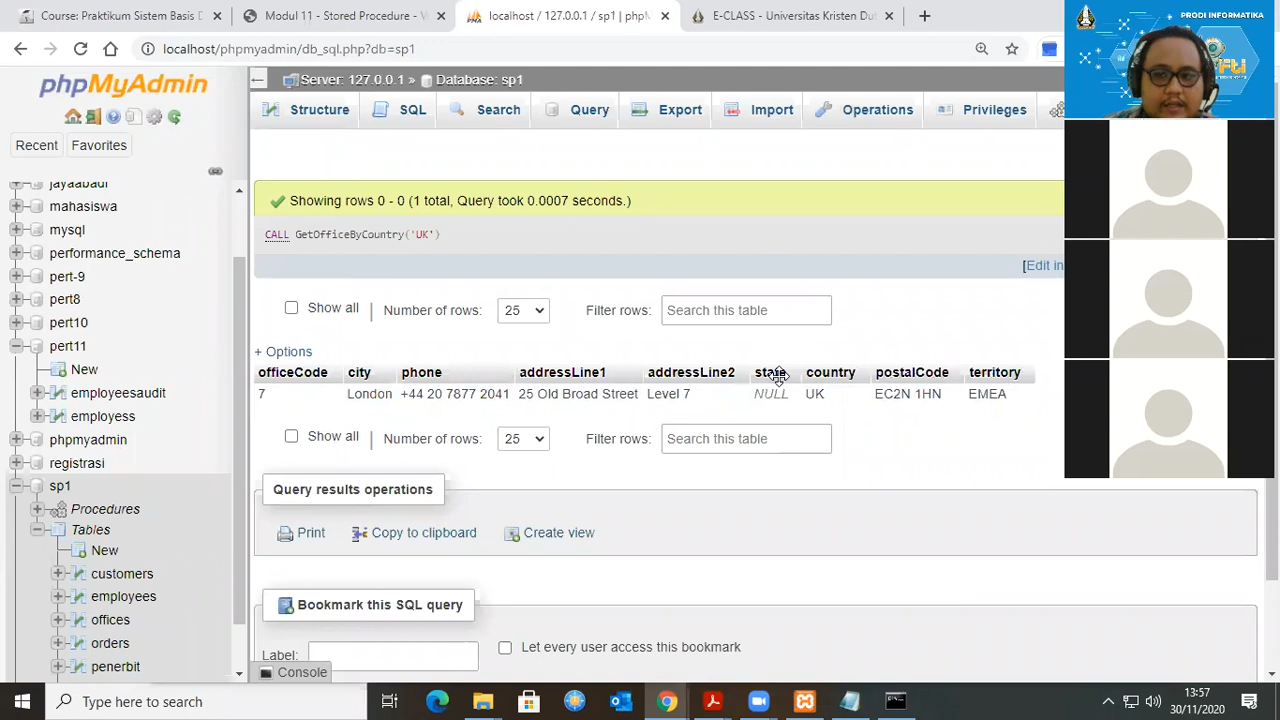 Course: Praktikum Sistem Basis D
Modul 11 - Stored Procedure -
localhost / 127.0.0.1 / sp1 | phpM
E-CLASS - Universitas Kristen D
localhost/phpmyadmin/db_sql.php?db=sp1
PRODI INFORMATIKA
phpMyAdmin
Recent
Favorites
jayaabadi
mahasiswa
mysql
performance_schema
pert-9
pert8
pert10
pert11
New
employeesaudit
employess
phpmyadmin
registrasi
sp1
Procedures
Tables
New
customers
employees
offices
orders
penerbit
Server: 127.0.0.1 » Database: sp1
Structure
SQL
Search
Query
Export
Import
Operations
Privileges
Showing rows 0 - 0 (1 total, Query took 0.0007 seconds.)
CALL GetOfficeByCountry('UK')
[Edit in
Show all
Number of rows: 25
Filter rows: Search this table
+ Options
officeCode city phone addressLine1 addressLine2 state country postalCode territory
7 London +44 20 7877 2041 25 Old Broad Street Level 7 NULL UK EC2N 1HN EMEA
Show all
Number of rows: 25
Filter rows: Search this table
Query results operations
Print
Copy to clipboard
Create view
Bookmark this SQL query
Label:
Let every user access this bookmark
Console
Type here to search
13:57
30/11/2020